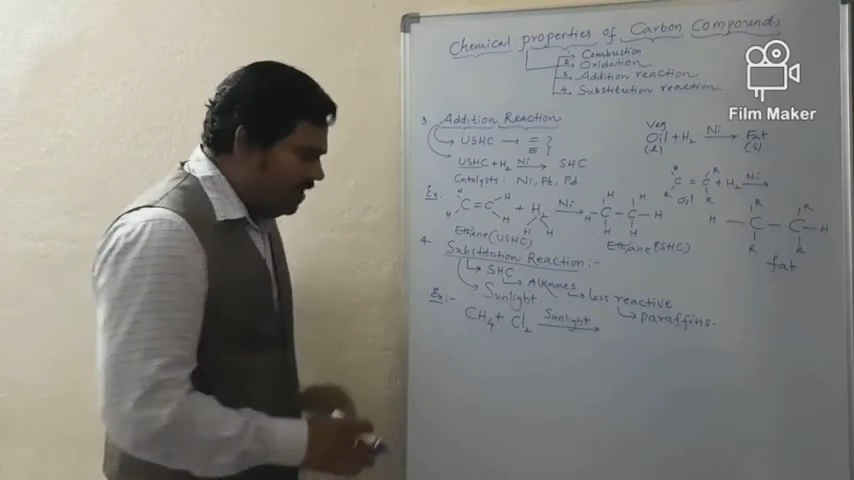 Chemical properties of Carbon Compounds
1. Combustion
2. Oxidation
3. Addition reaction
4. Substitution reaction
Film Maker
3. Addition Reaction
USHC → = ≡ }
USHC + H₂ Ni → SHC
Catalysts: Ni, Pt, Pd.
Veg
Oil + H₂ Ni → Fat
(l) (s)
R R
C = C + H₂ Ni →
R R
Oil
Ex:
H H
C = C + H₂ Ni → H - C - C - H
H H
H H
Ethene (USHC)
Ethane (SHC)
R R
H - C - C - H
R R
fat
4. Substitution Reaction :-
SHC
Alkanes
less reactive
paraffins.
Sunlight
Ex:-
CH₄ + Cl₂ Sunlight →